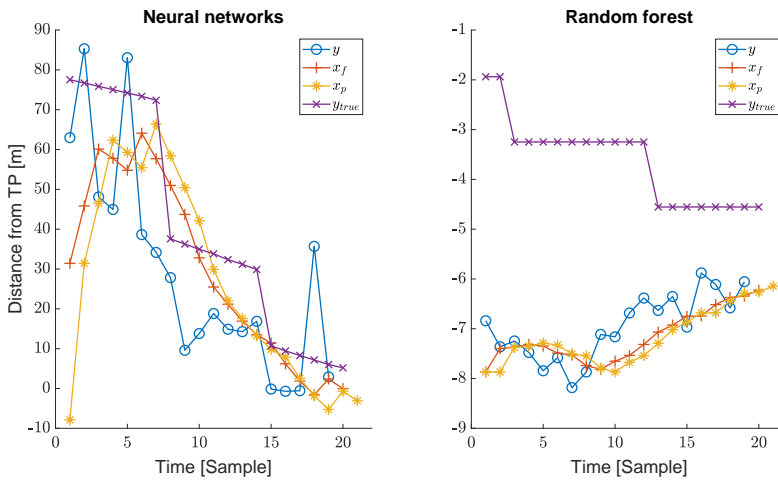 Neural networks
90
80
70
60
50
40
30
20
10
0
-10
0
5
10
15
20
Distance from TP [m]
Time [Sample]
y
x_f
x_p
y_true
Random forest
-1
-2
-3
-4
-5
-6
-7
-8
-9
0
5
10
15
20
Time [Sample]
y
x_f
x_p
y_true